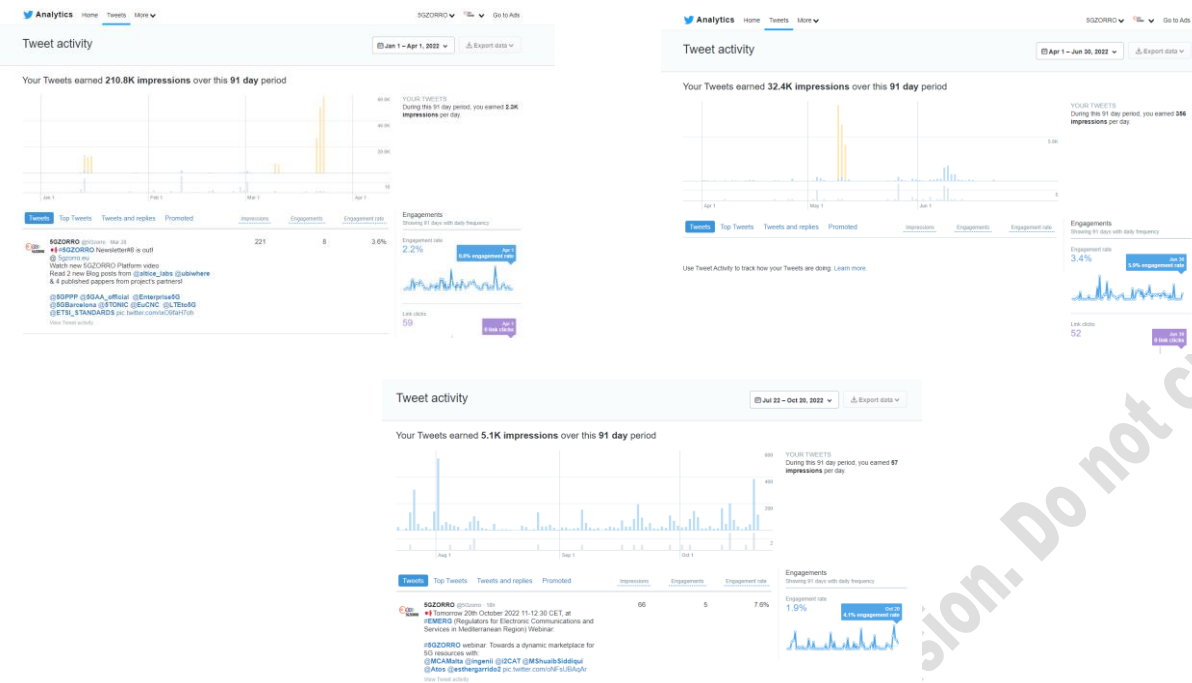 Analytics Home Tweets More
5GZORRO Go to Ads
Tweet activity
Jan 1 – Apr 1, 2022
Export data
Your Tweets earned 210.8K impressions over this 91 day period
YOUR TWEETS
During this 91 day period, you earned 2.3K
impressions per day.
Jan 1 Feb 1 Mar 1 Apr 1
Tweets Top Tweets Tweets and replies Promoted Impressions Engagements Engagement rate
5GZORRO @5Gzorro · Mar 28
221 8 3.6%
#5GZORRO Newsletter#6 is out!
@ 5gzorro.eu
Watch new 5GZORRO Platform video
Read 2 new Blog posts from @altice_labs @ubiwhere
& 4 published pappers from project's partners!
@5GPPP @5GAA_official @Enterprise5G
@5GBarcelona @5TONIC @EuCNC @LTEto5G
@ETSI_STANDARDS
View Tweet activity
Engagements
Showing 91 days with daily frequency
Engagement rate
2.2%
Apr 1
0.0% engagement rate
Link clicks
59
Apr 1
0 link clicks
Analytics Home Tweets More
5GZORRO Go to Ads
Tweet activity
Apr 1 – Jun 30, 2022
Export data
Your Tweets earned 32.4K impressions over this 91 day period
YOUR TWEETS
During this 91 day period, you earned 356
impressions per day.
Apr 1 May 1 Jun 1
Tweets Top Tweets Tweets and replies Promoted Impressions Engagements Engagement rate
Use Tweet Activity to track how your Tweets are doing. Learn more.
Engagements
Showing 91 days with daily frequency
Engagement rate
3.4%
Jun 30
5.0% engagement rate
Link clicks
52
Jun 30
0 link clicks
Tweet activity
Jul 22 – Oct 20, 2022
Export data
Your Tweets earned 5.1K impressions over this 91 day period
YOUR TWEETS
During this 91 day period, you earned 57
impressions per day.
600
400
200
2
Aug 1 Sep 1 Oct 1
Tweets Top Tweets Tweets and replies Promoted Impressions Engagements Engagement rate
5GZORRO @5Gzorro
66 5 7.6%
Tomorrow 20th October 2022 11-12:30 CET, at
#EMERG (Regulators for Electronic Communications and
Services in Mediterranean Region) Webinar:
#5GZORRO webinar: Towards a dynamic marketplace for
5G resources with:
@MCAMalta @ingenii @i2CAT @MShuaibSiddiqui
@Atos @esthergarrido2
View Tweet activity
Engagements
Showing 91 days with daily frequency
Engagement rate
1.9%
Oct 20
4.1% engagement rate
sion. Do not c